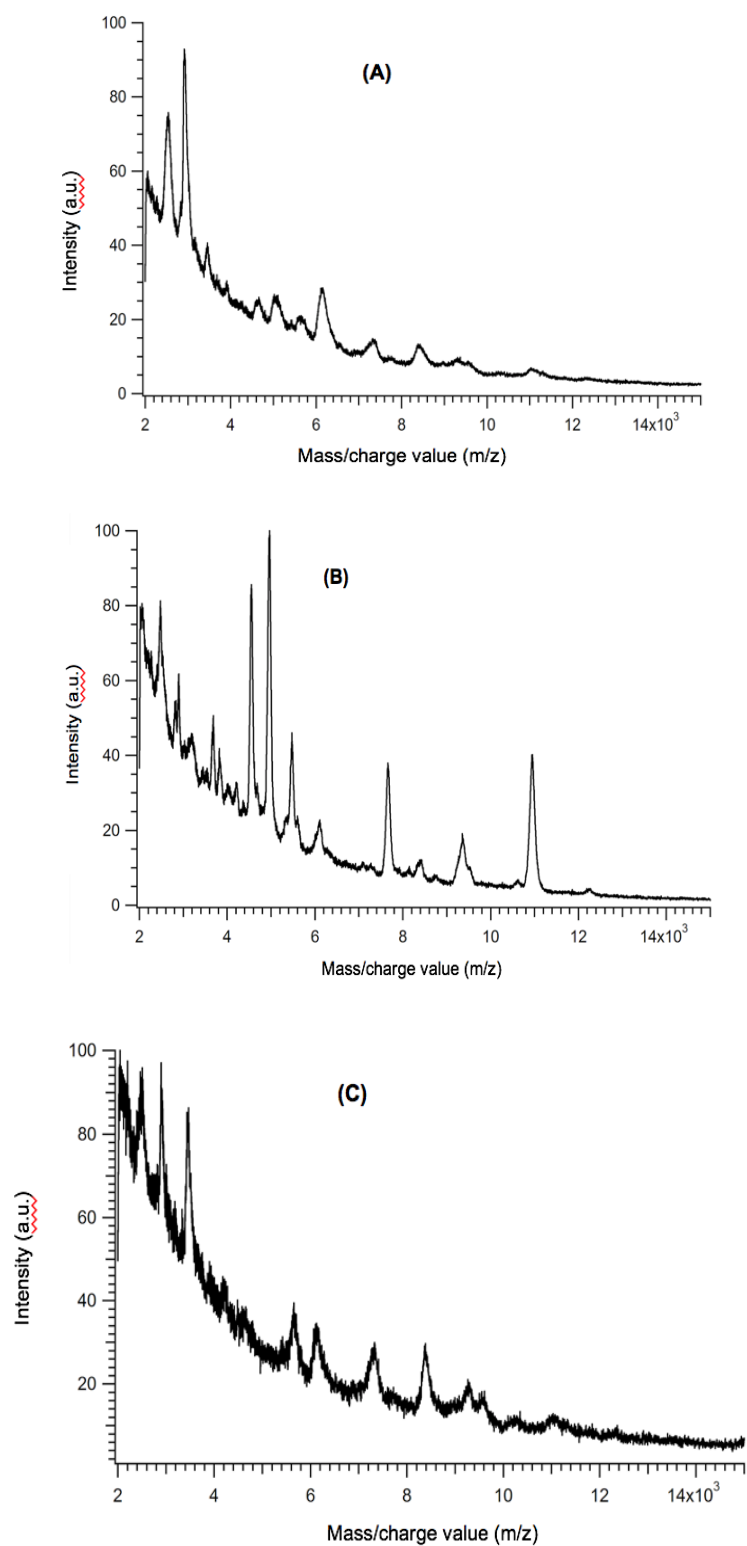 100
(A)
80
60
Intensity (a.u.)
40
20
0
2 4 6 8 10 12 14x10³
Mass/charge value (m/z)
100
(B)
80
60
Intensity (a.u.)
40
20
0
2 4 6 8 10 12 14x10³
Mass/charge value (m/z)
100
(C)
80
60
Intensity (a.u.)
40
20
2 4 6 8 10 12 14x10³
Mass/charge value (m/z)